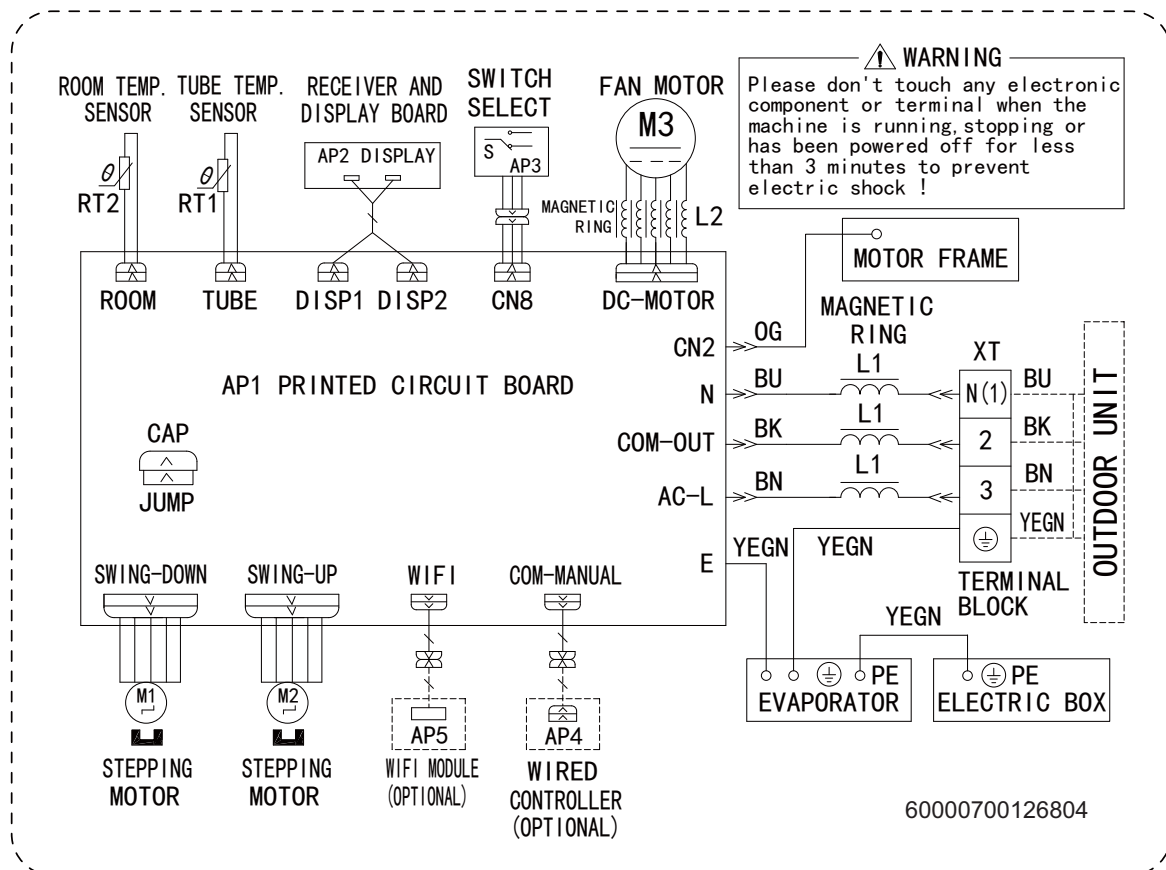 ROOM TEMP.
SENSOR
TUBE TEMP.
SENSOR
RECEIVER AND
DISPLAY BOARD
SWITCH
SELECT
FAN MOTOR
WARNING
Please don't touch any electronic
component or terminal when the
machine is running, stopping or
has been powered off for less
than 3 minutes to prevent
electric shock !
θ
RT2
θ
RT1
AP2 DISPLAY
S
AP3
M3
MAGNETIC
RING
L2
MOTOR FRAME
ROOM
TUBE
DISP1
DISP2
CN8
DC-MOTOR
AP1 PRINTED CIRCUIT BOARD
CAP
JUMP
CN2
OG
MAGNETIC
RING
N
BU
L1
XT
N(1)
BU
COM-OUT
BK
L1
2
BK
AC-L
BN
L1
3
BN
YEGN
OUTDOOR UNIT
E
YEGN
YEGN
TERMINAL
BLOCK
YEGN
PE
EVAPORATOR
PE
ELECTRIC BOX
SWING-DOWN
SWING-UP
WIFI
COM-MANUAL
M1
M2
AP5
AP4
STEPPING
MOTOR
STEPPING
MOTOR
WIFI MODULE
(OPTIONAL)
WIRED
CONTROLLER
(OPTIONAL)
60000700126804